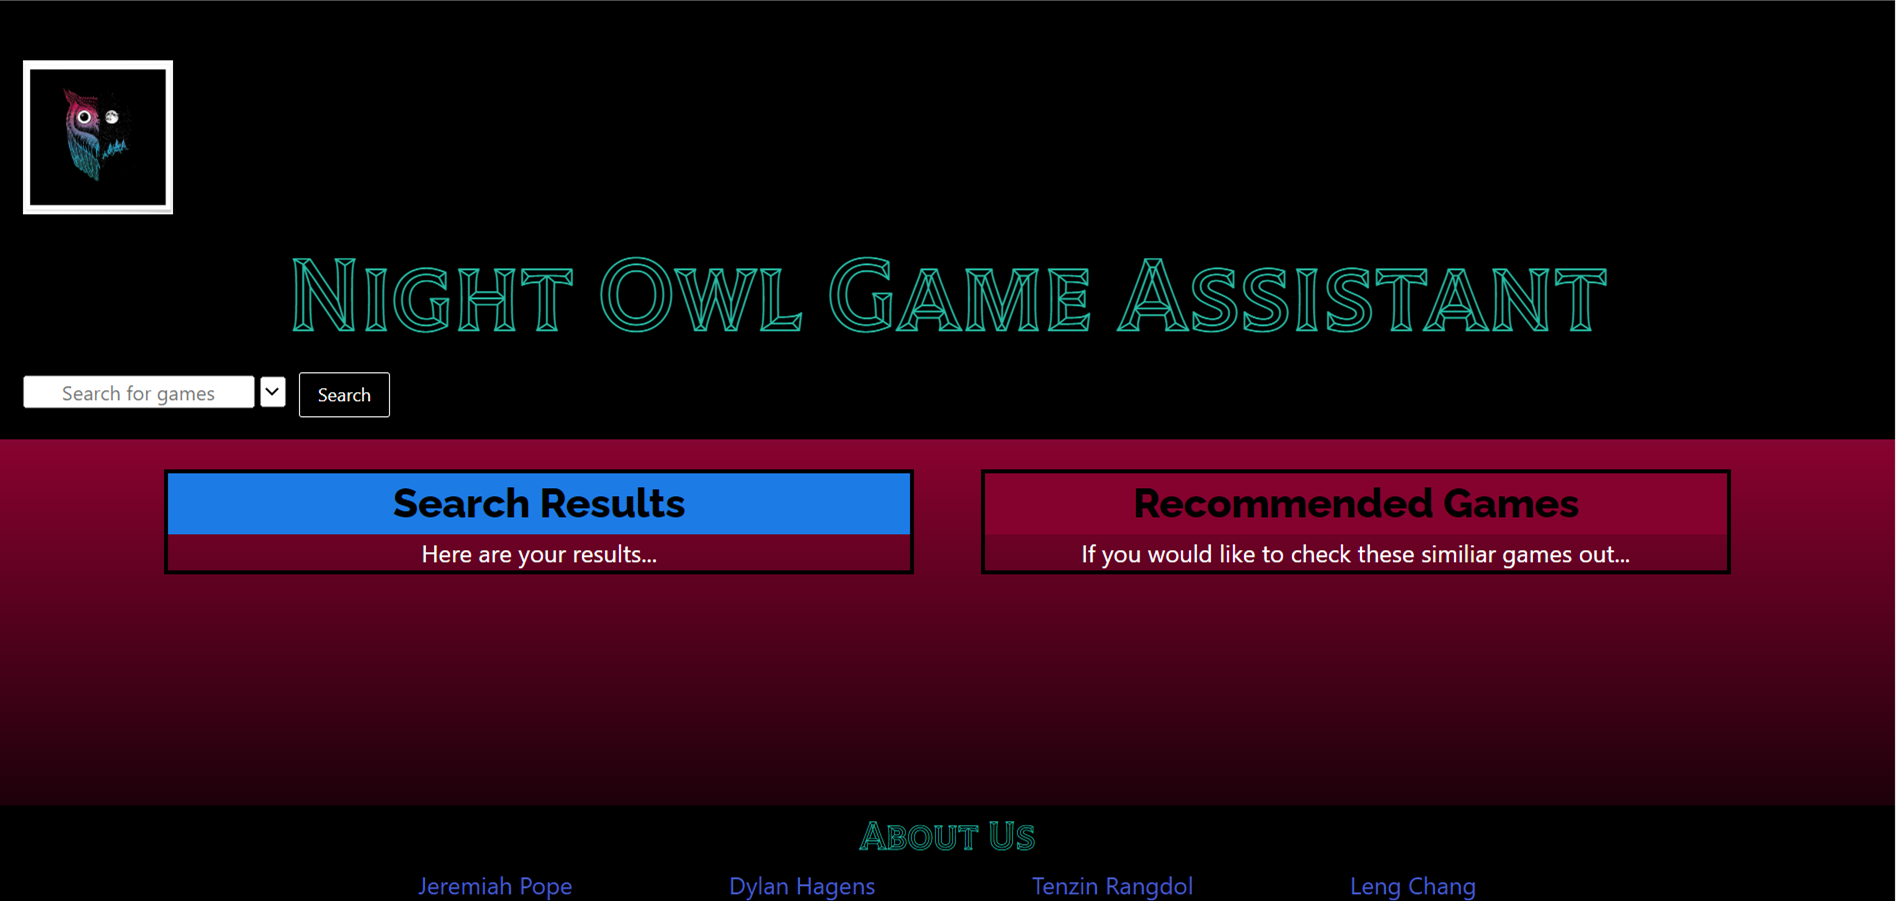 Night Owl Game Assistant
Search for games
Search
Search Results
Recommended Games
Here are your results...
If you would like to check these similiar games out...
About Us
Jeremiah Pope Dylan Hagens Tenzin Rangdol Leng Chang